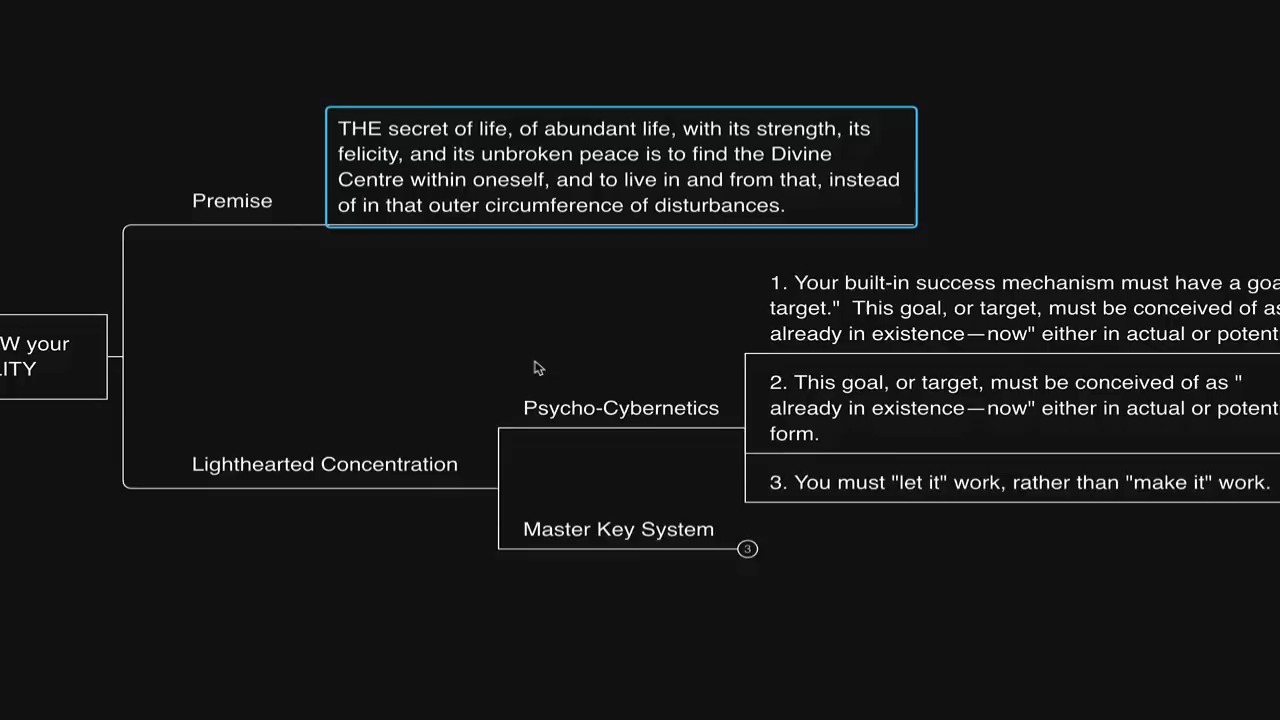 THE secret of life, of abundant life, with its strength, its
felicity, and its unbroken peace is to find the Divine
Centre within oneself, and to live in and from that, instead
of in that outer circumference of disturbances.
Premise
W your
LITY
1. Your built-in success mechanism must have a goa
target."  This goal, or target, must be conceived of as
already in existence—now" either in actual or potent
2. This goal, or target, must be conceived of as "
already in existence—now" either in actual or potent
form.
3. You must "let it" work, rather than "make it" work.
Psycho-Cybernetics
Lighthearted Concentration
Master Key System
3